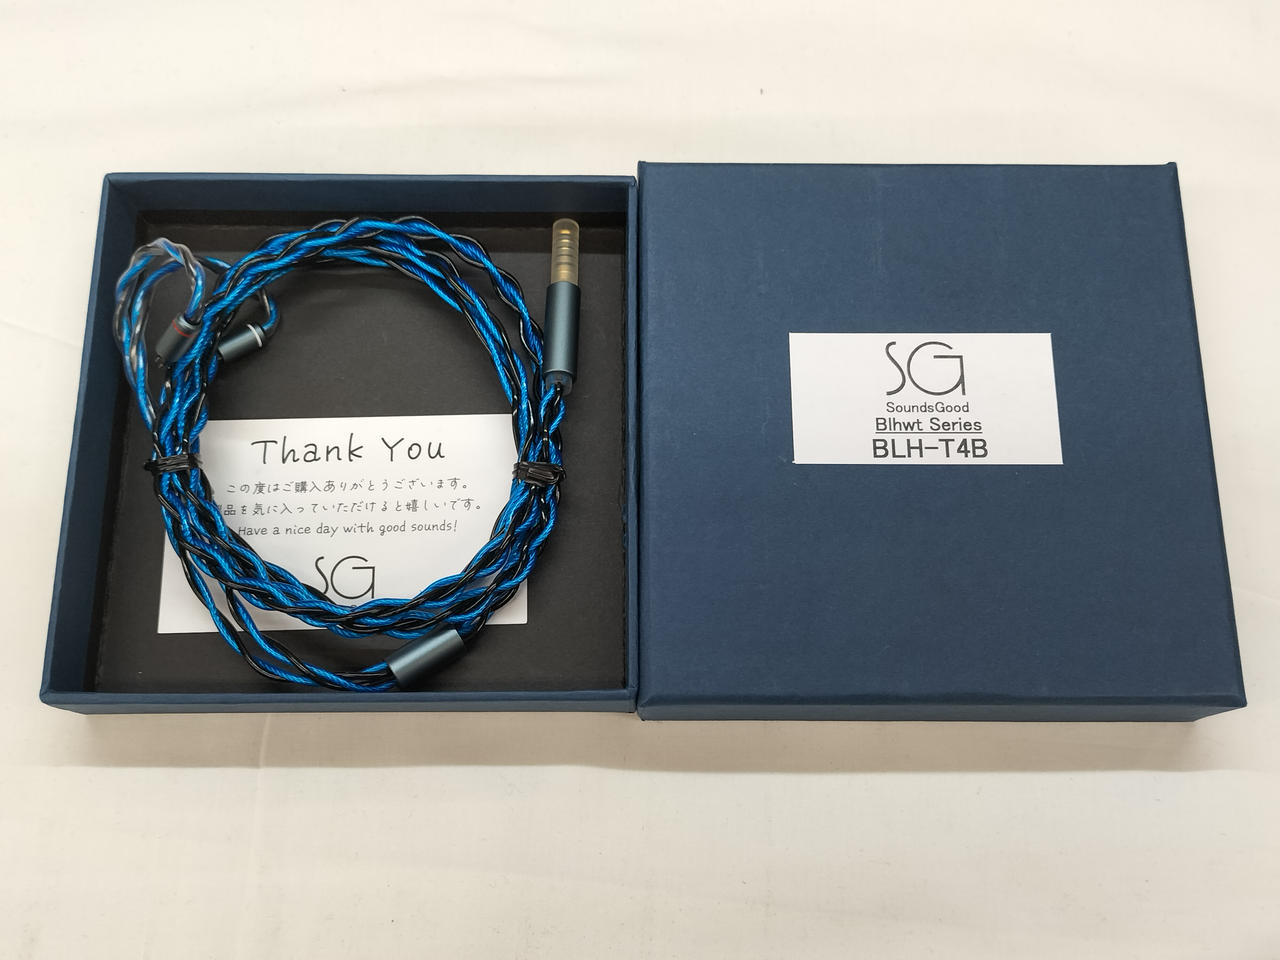 Thank You
この度はご購入ありがとうございます。
品を気に入っていただけると嬉しいです。
Have a nice day with good sounds!
SG
SG
SoundsGood
Blhwt Series
BLH-T4B